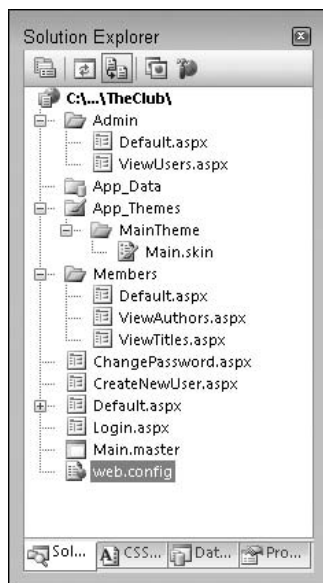 Solution Explorer
C:\...\TheClub\
Admin
Default.aspx
ViewUsers.aspx
App_Data
App_Themes
MainTheme
Main.skin
Members
Default.aspx
ViewAuthors.aspx
ViewTitles.aspx
ChangePassword.aspx
CreateNewUser.aspx
Default.aspx
Login.aspx
Main.master
web.config
Sol... CSS... Dat... Pro...